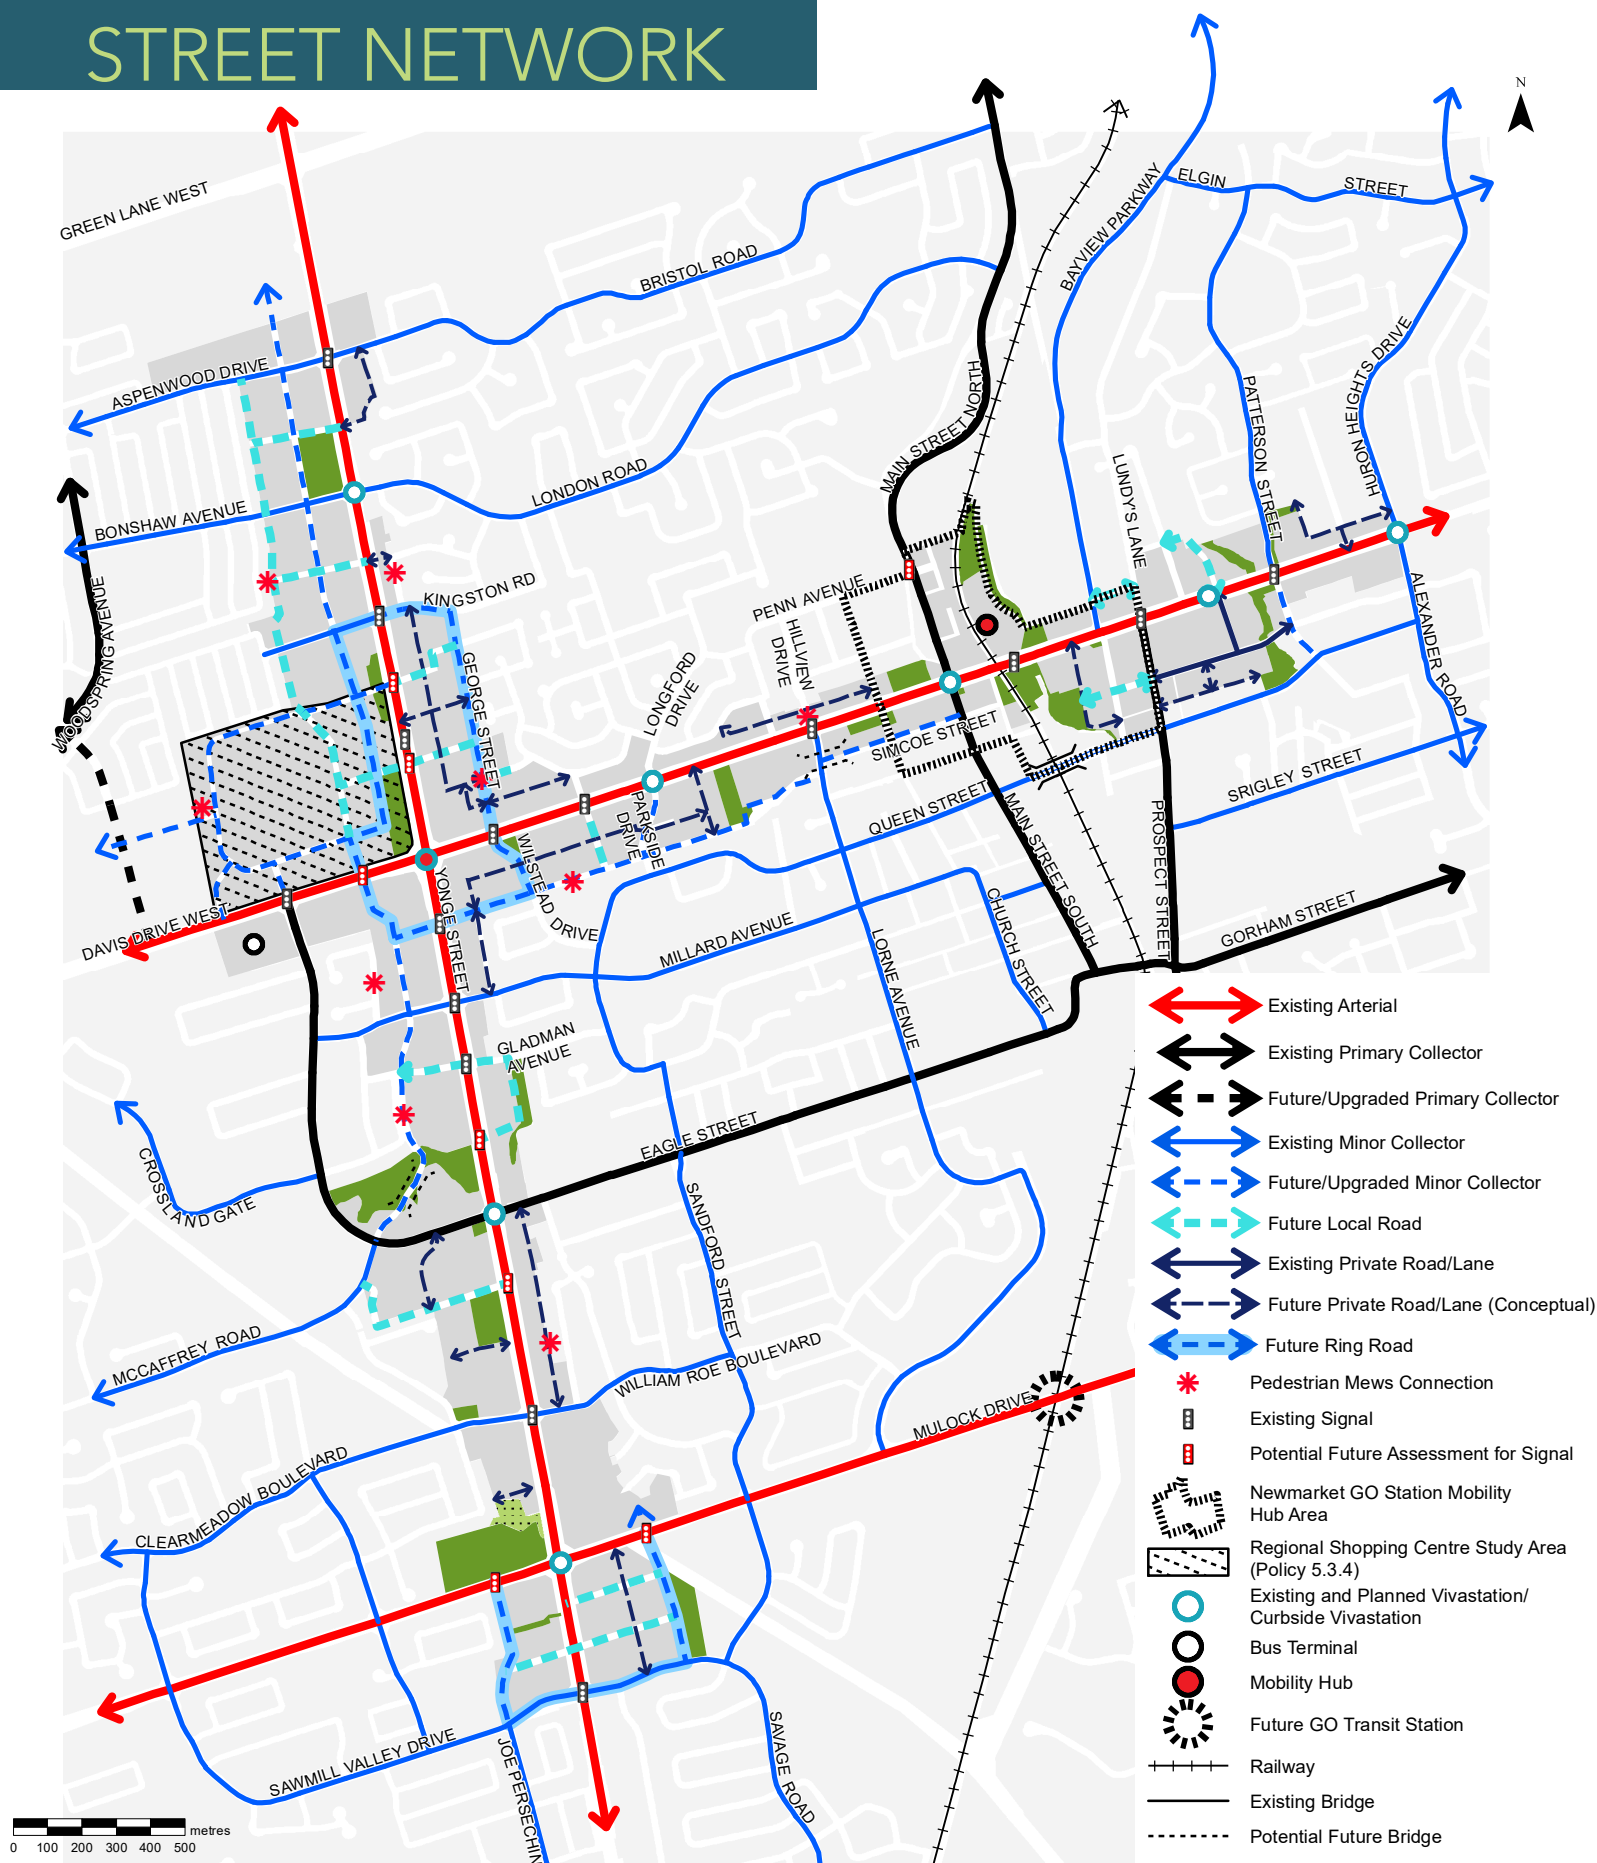 STREET NETWORK
N
GREEN LANE WEST
ELGIN
STREET
BAYVIEW PARKWAY
BRISTOL ROAD
ASPENWOOD DRIVE
HURON HEIGHTS DRIVE
MAIN STREET NORTH
PATTERSON STREET
LONDON ROAD
BONSHAW AVENUE
LUNDY'S LANE
KINGSTON RD
PENN AVENUE
WOODSPRING AVENUE
HILLVIEW
DRIVE
ALEXANDER ROAD
GEORGE STREET
LONGFORD
DRIVE
SIMCOE STREET
SRIGLEY STREET
QUEEN STREET
PARKSIDE
DRIVE
MAIN STREET SOUTH
PROSPECT STREET
WILSTEAD DRIVE
YONGE STREET
DAVIS DRIVE WEST
CHURCH STREET
GORHAM STREET
MILLARD AVENUE
LORNE AVENUE
GLADMAN
AVENUE
EAGLE STREET
CROSSLAND GATE
SANDFORD STREET
MCCAFFREY ROAD
WILLIAM ROE BOULEVARD
MULOCK DRIVE
CLEARMEADOW BOULEVARD
SAWMILL VALLEY DRIVE
JOE PERSECHIN
SAVAGE ROAD
Existing Arterial
Existing Primary Collector
Future/Upgraded Primary Collector
Existing Minor Collector
Future/Upgraded Minor Collector
Future Local Road
Existing Private Road/Lane
Future Private Road/Lane (Conceptual)
Future Ring Road
Pedestrian Mews Connection
Existing Signal
Potential Future Assessment for Signal
Newmarket GO Station Mobility
Hub Area
Regional Shopping Centre Study Area
(Policy 5.3.4)
Existing and Planned Vivastation/
Curbside Vivastation
Bus Terminal
Mobility Hub
Future GO Transit Station
Railway
Existing Bridge
Potential Future Bridge
metres
0 100 200 300 400 500